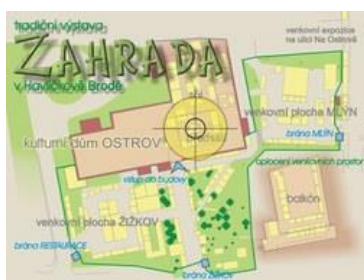 tradiční výstava
ZAHRADA
v Havlíčkově Brodě
venkovní expozice
na ulici Na Ostrově
venkovní plocha MLÝN
kulturní dům OSTROV
brána MLÝN
vstup do budovy
oplocení venkovních prostor
balkón
venkovní plocha ŽIŽKOV
brána RESTAURACE
brána ŽIŽKOV